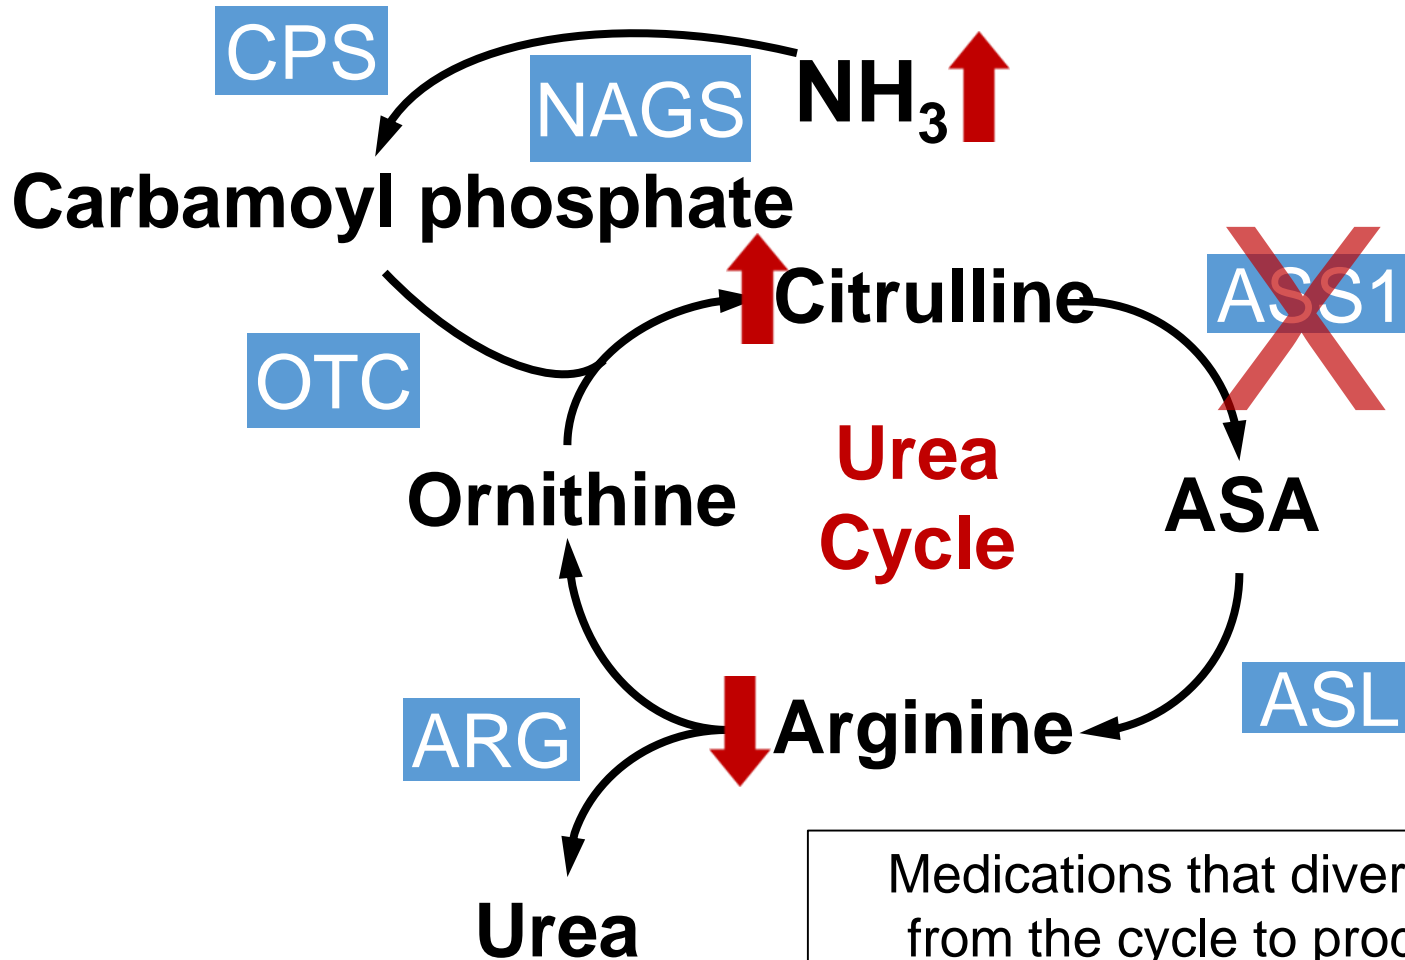 CPS
NAGS
NH₃
Carbamoyl phosphate
Citrulline
ASS1
OTC
Urea
Cycle
Ornithine
ASA
ARG
Arginine
ASL
Medications that diver
from the cycle to proc
Urea